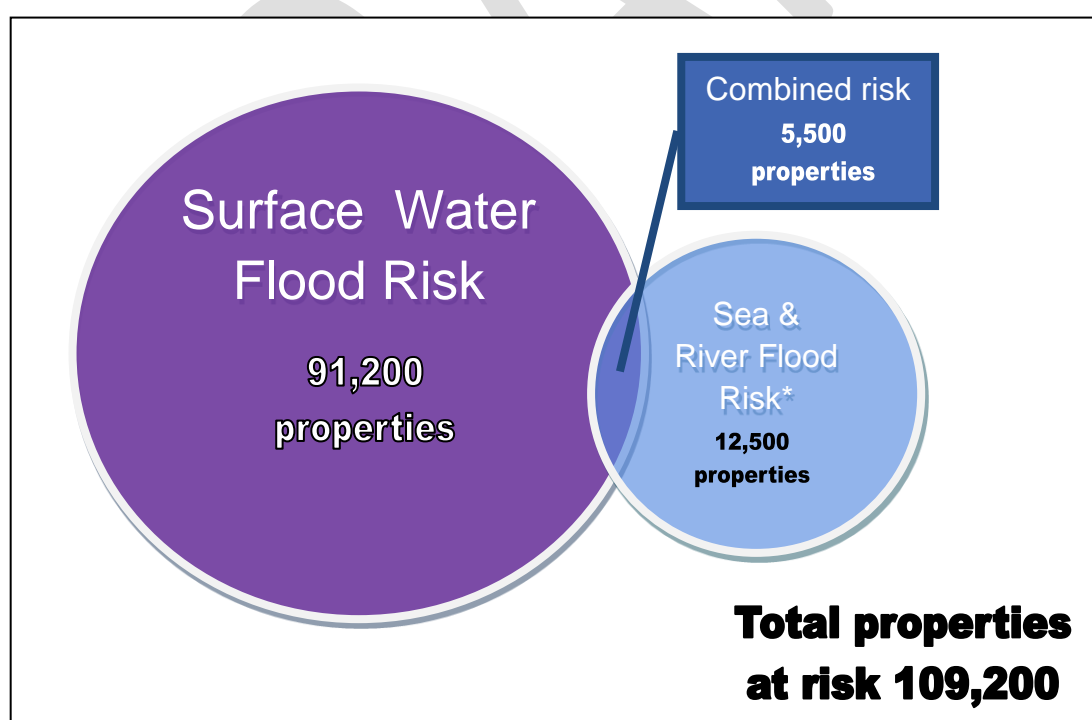 Surface Water
Flood Risk
91,200
properties
Combined risk
5,500
properties
Sea &
River Flood
Risk*
12,500
properties
Total properties
at risk 109,200